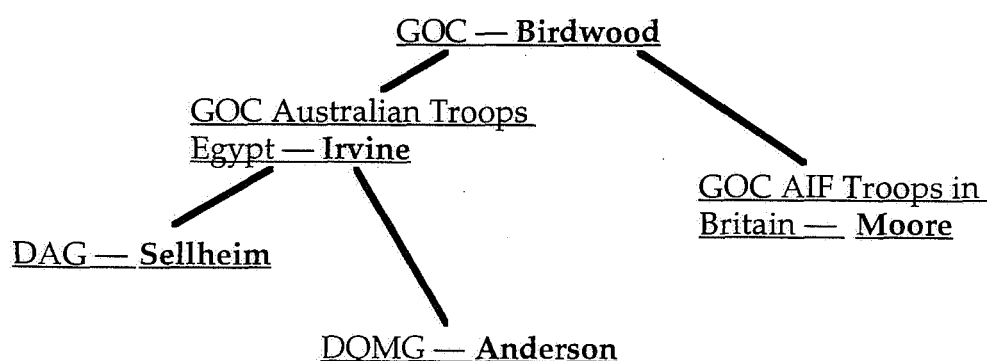 GOC — Birdwood
GOC Australian Troops
Egypt — Irvine
GOC AIF Troops in
Britain — Moore
DAG — Sellheim
DQMG — Anderson